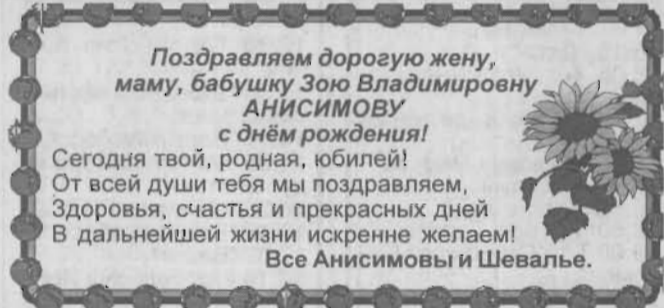 Поздравляем дорогую жену,
маму, бабушку Зою Владимировну
АНИСИМОВУ
с днём рождения!
Сегодня твой, родная, юбилей!
От всей души тебя мы поздравляем,
Здоровья, счастья и прекрасных дней
В дальнейшей жизни искренне желаем!
Все Анисимовы и Шевалье.